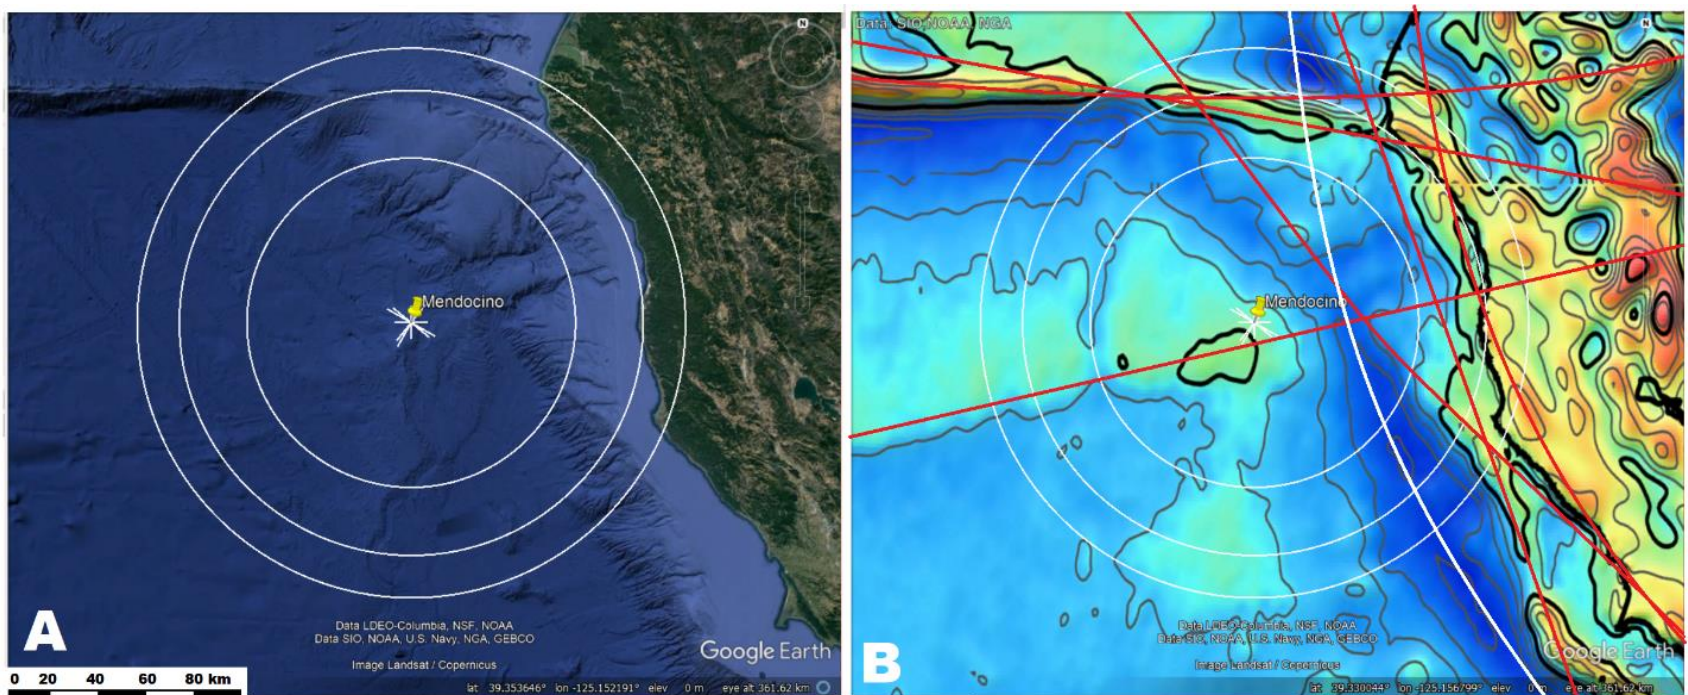 N
Mendocino
Data LDEO-Columbia, NSF, NOAA
Data SIO, NOAA, U.S. Navy, NGA, GEBCO
Image Landsat / Copernicus
Google Earth
A
0 20 40 60 80 km
lat 39.353646° lon -125.152191° elev 0 m eye alt 361.62 km
Data: SIO,NOAA, NGA
N
Mendocino
Data LDEO-Columbia, NSF, NOAA
Data SIO, NOAA, U.S. Navy, NGA, GEBCO
Image Landsat / Copernicus
Google Earth
B
lat 39.330044° lon -125.156799° elev 0 m eye alt 361.62 km